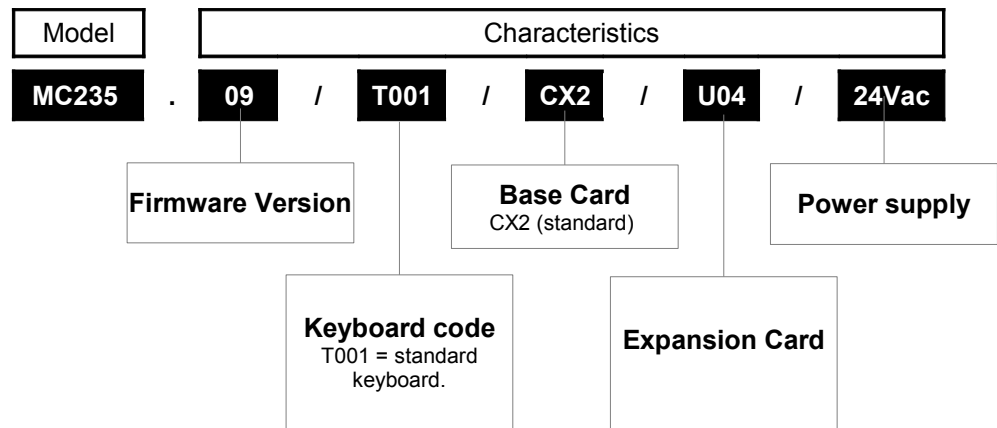 Model Characteristics
MC235 . 09 / T001 / CX2 / U04 / 24Vac
Firmware Version
Base Card
CX2 (standard)
Power supply
Keyboard code
T001 = standard
keyboard.
Expansion Card